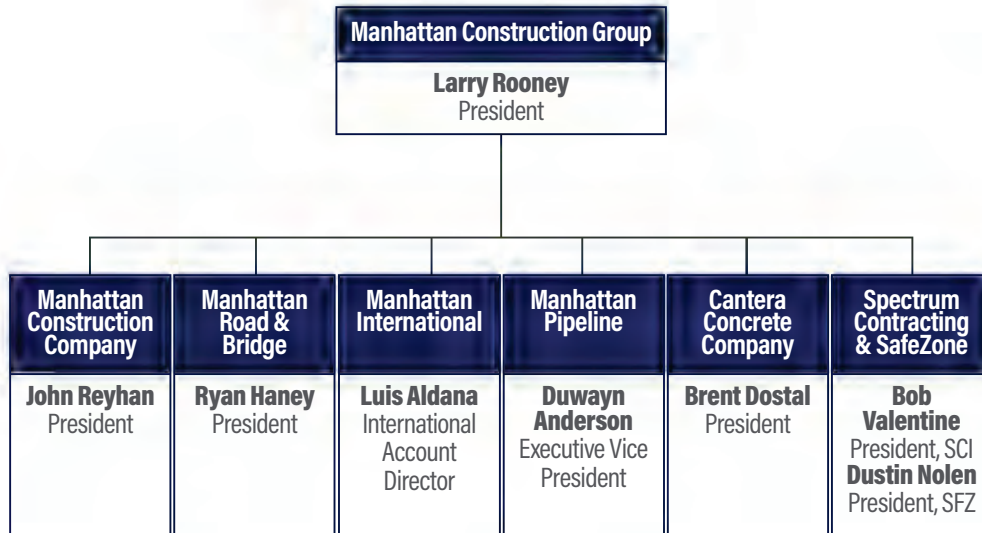 Manhattan Construction Group
Larry Rooney
President
Manhattan
Construction
Company
John Reyhan
President
Manhattan
Road &
Bridge
Ryan Haney
President
Manhattan
International
Luis Aldana
International
Account
Director
Manhattan
Pipeline
Duwayn
Anderson
Executive Vice
President
Cantera
Concrete
Company
Brent Dostal
President
Spectrum
Contracting
& SafeZone
Bob
Valentine
President, SCI
Dustin Nolen
President, SFZ